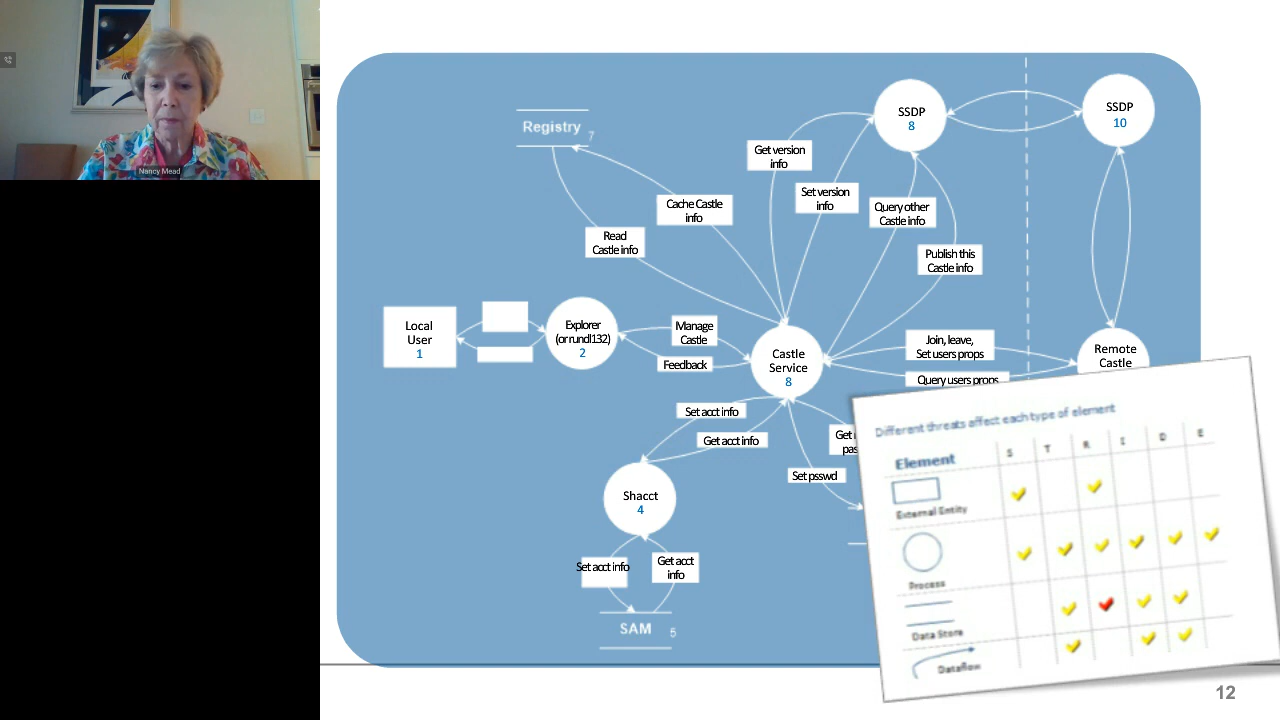 Nancy Mead
Registry 7
SSDP
8
SSDP
10
Get version
info
Set version
info
Cache Castle
info
Query other
Castle info
Read
Castle info
Publish this
Castle info
Local
User
1
Explorer
(or rundl132)
2
Manage
Castle
Feedback
Castle
Service
8
Join, leave,
Set users props
Query users props
Remote
Castle
Set acct info
Get acct info
Get
Set psswd
Shacct
4
Set acct info
Get acct
info
SAM 5
Different threats affect each type of element
Element S T R I D E
External Entity
Process
Data Store
Dataflow
12